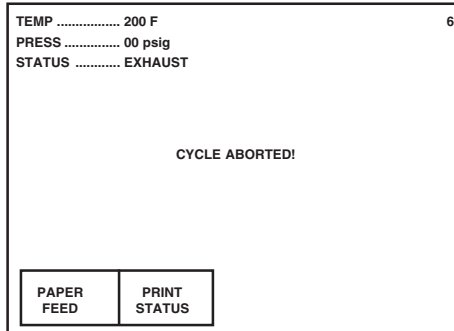 TEMP ................. 200 F 6
PRESS ............... 00 psig
STATUS ............ EXHAUST
CYCLE ABORTED!
PAPER FEED
PRINT STATUS